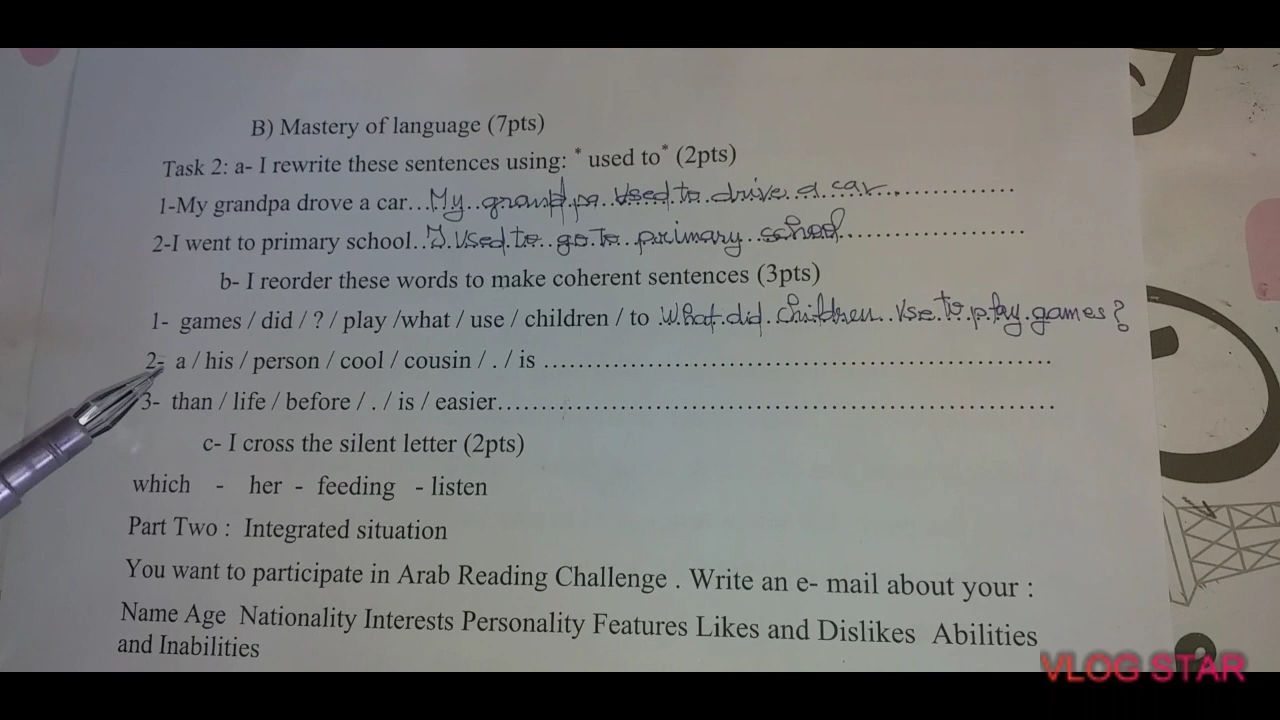 B) Mastery of language (7pts)
Task 2: a- I rewrite these sentences using: * used to* (2pts)
1-My grandpa drove a car...My grandpa used to drive a car
2-I went to primary school..I used to go to primary school
b- I reorder these words to make coherent sentences (3pts)
1- games / did / ? / play /what / use / children / to What did children use to play games?
2- a / his / person / cool / cousin / . / is
3- than / life / before / . / is / easier
c- I cross the silent letter (2pts)
which - her - feeding - listen
Part Two : Integrated situation
You want to participate in Arab Reading Challenge . Write an e- mail about your :
Name Age Nationality Interests Personality Features Likes and Dislikes Abilities
and Inabilities
VLOG STAR